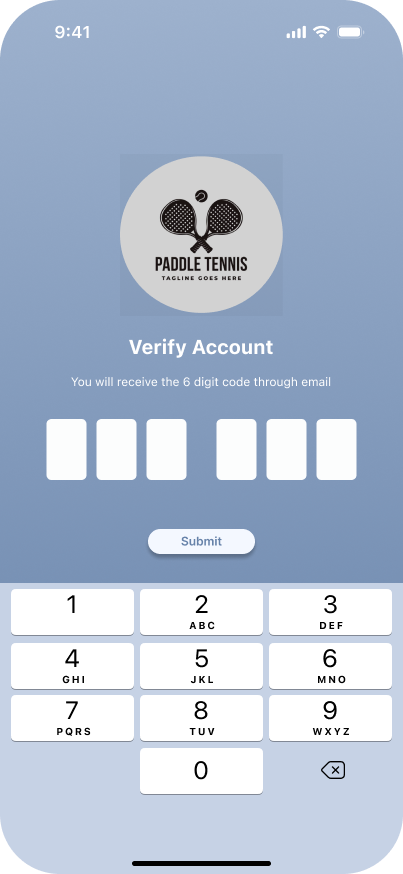 9:41
PADDLE TENNIS
TAGLINE GOES HERE
Verify Account
You will receive the 6 digit code through email
Submit
1 2 3
ABC DEF
4 5 6
GHI JKL MNO
7 8 9
PQRS TUV WXYZ
0